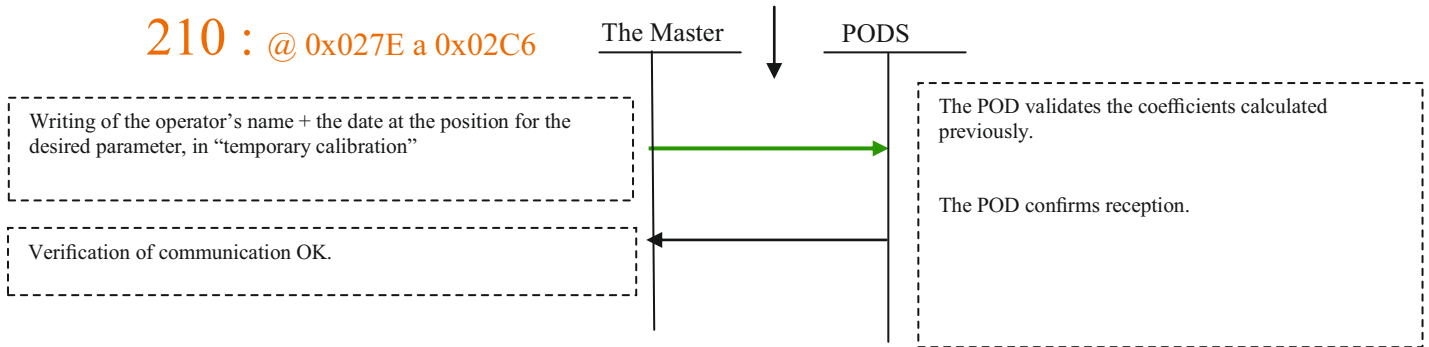 210 : @ 0x027E a 0x02C6
The Master
PODS
Writing of the operator’s name + the date at the position for the
desired parameter, in “temporary calibration”
The POD validates the coefficients calculated
previously.
The POD confirms reception.
Verification of communication OK.